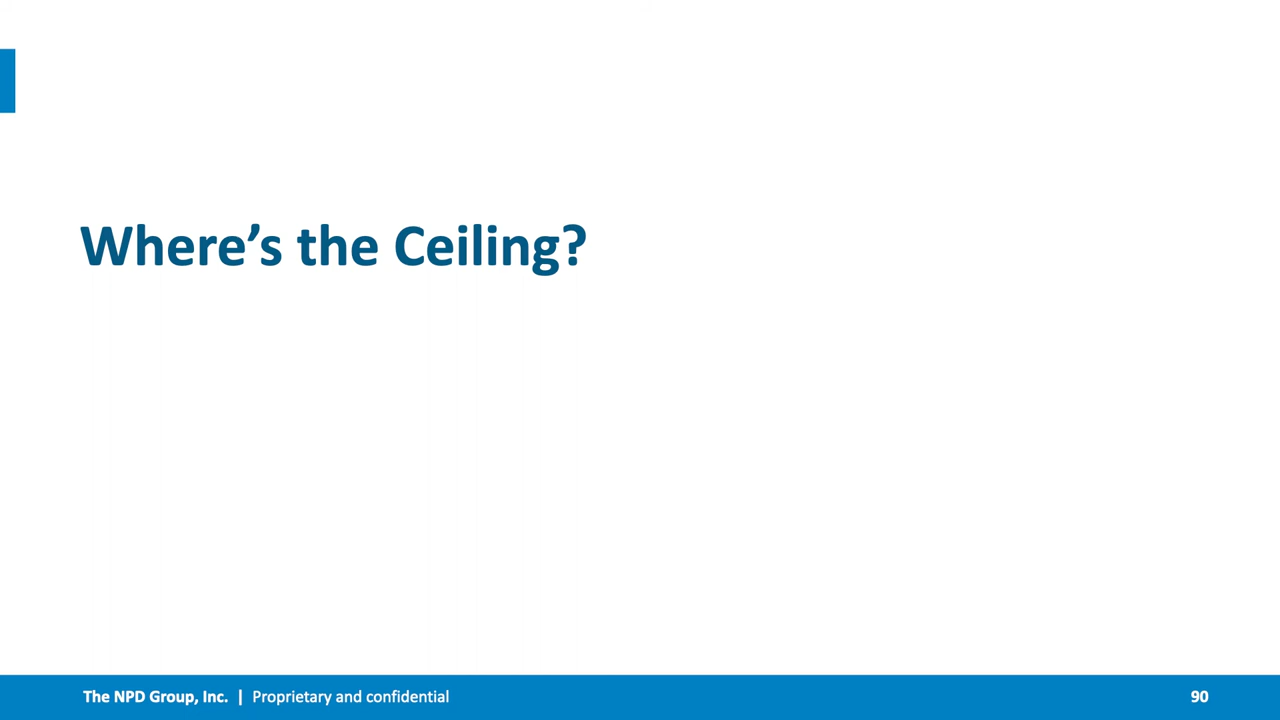 Where’s the Ceiling?
The NPD Group, Inc. | Proprietary and confidential
90